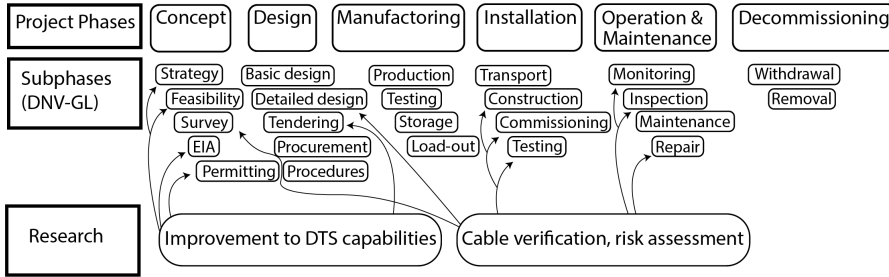 Project Phases
Concept
Design
Manufactoring
Installation
Operation &
Maintenance
Decommissioning
Subphases
(DNV-GL)
Strategy
Feasibility
Survey
EIA
Permitting
Basic design
Detailed design
Tendering
Procurement
Procedures
Production
Testing
Storage
Load-out
Transport
Construction
Commissioning
Testing
Monitoring
Inspection
Maintenance
Repair
Withdrawal
Removal
Research
Improvement to DTS capabilities
Cable verification, risk assessment